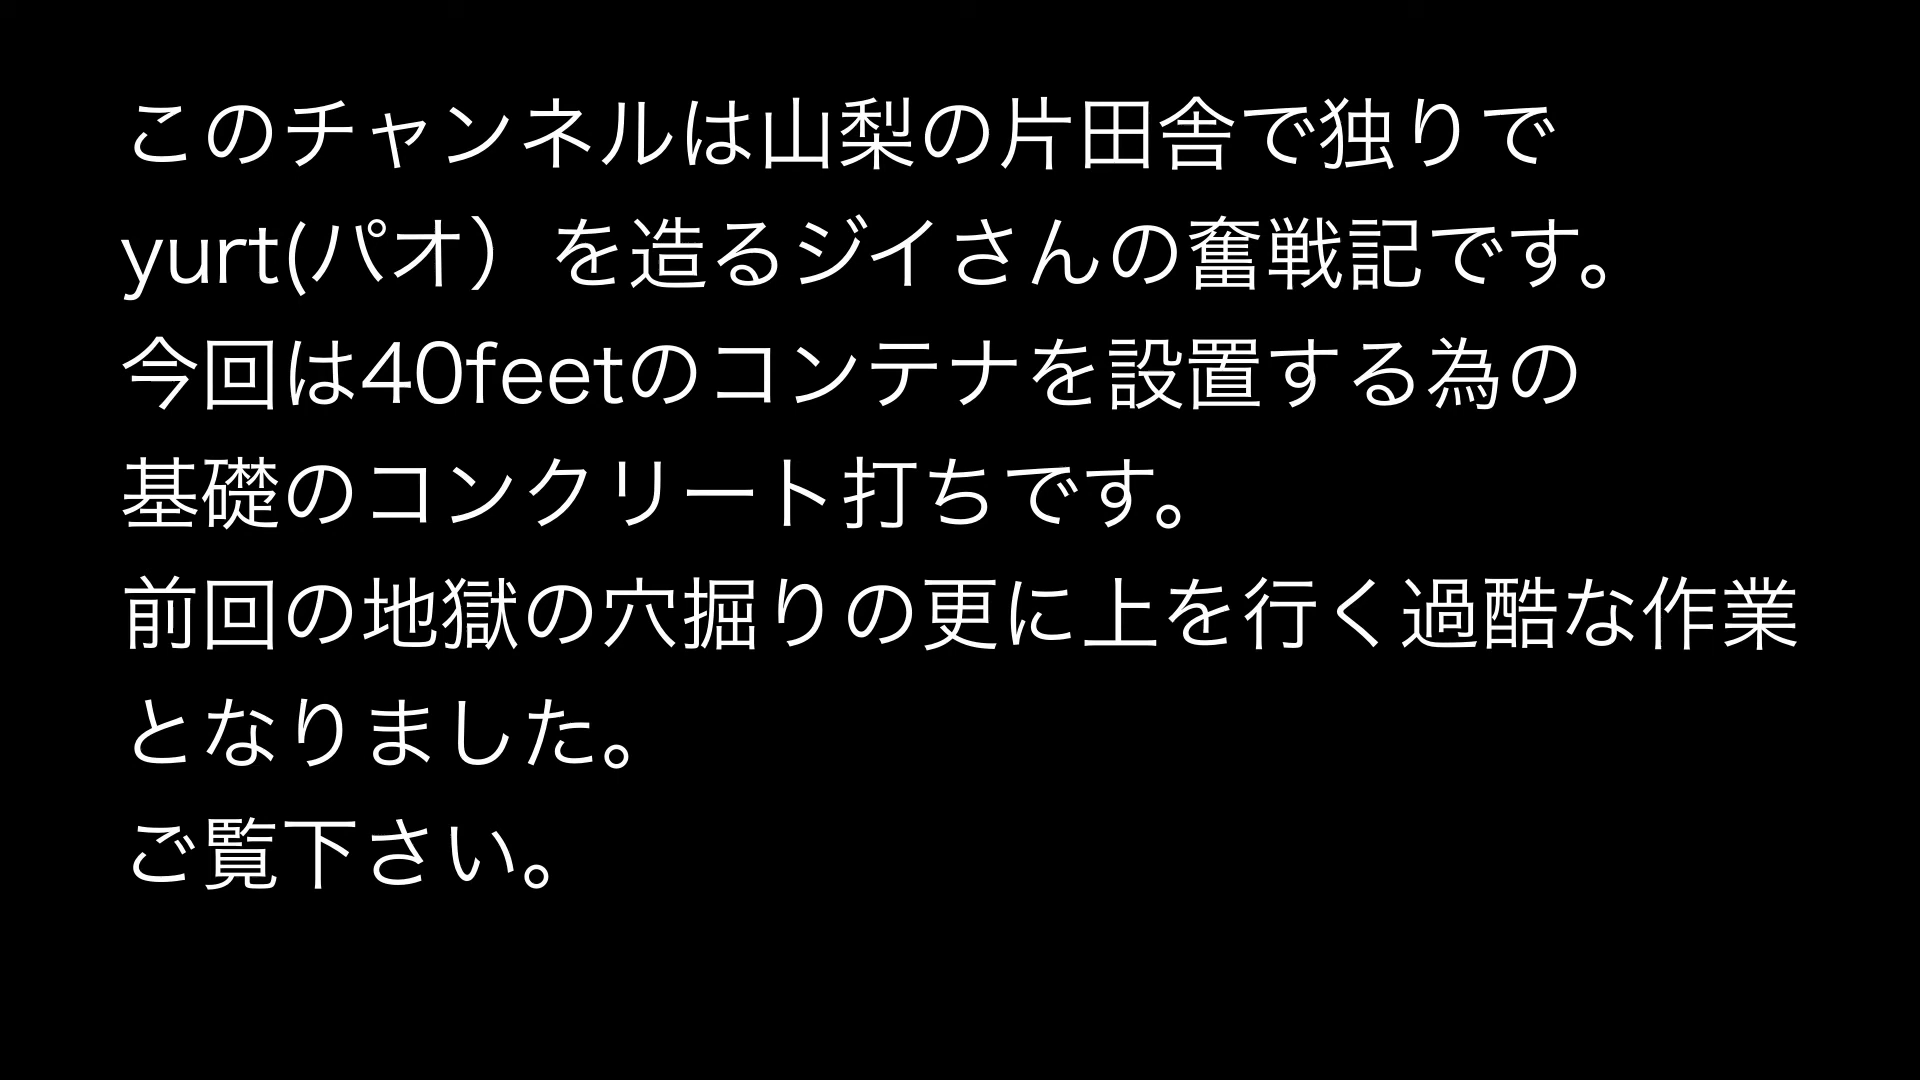 このチャンネルは山梨の片田舎で独りで
yurt(パオ）を造るジイさんの奮戦記です。
今回は40feetのコンテナを設置する為の
基礎のコンクリート打ちです。
前回の地獄の穴掘りの更に上を行く過酷な作業
となりました。
ご覧下さい。